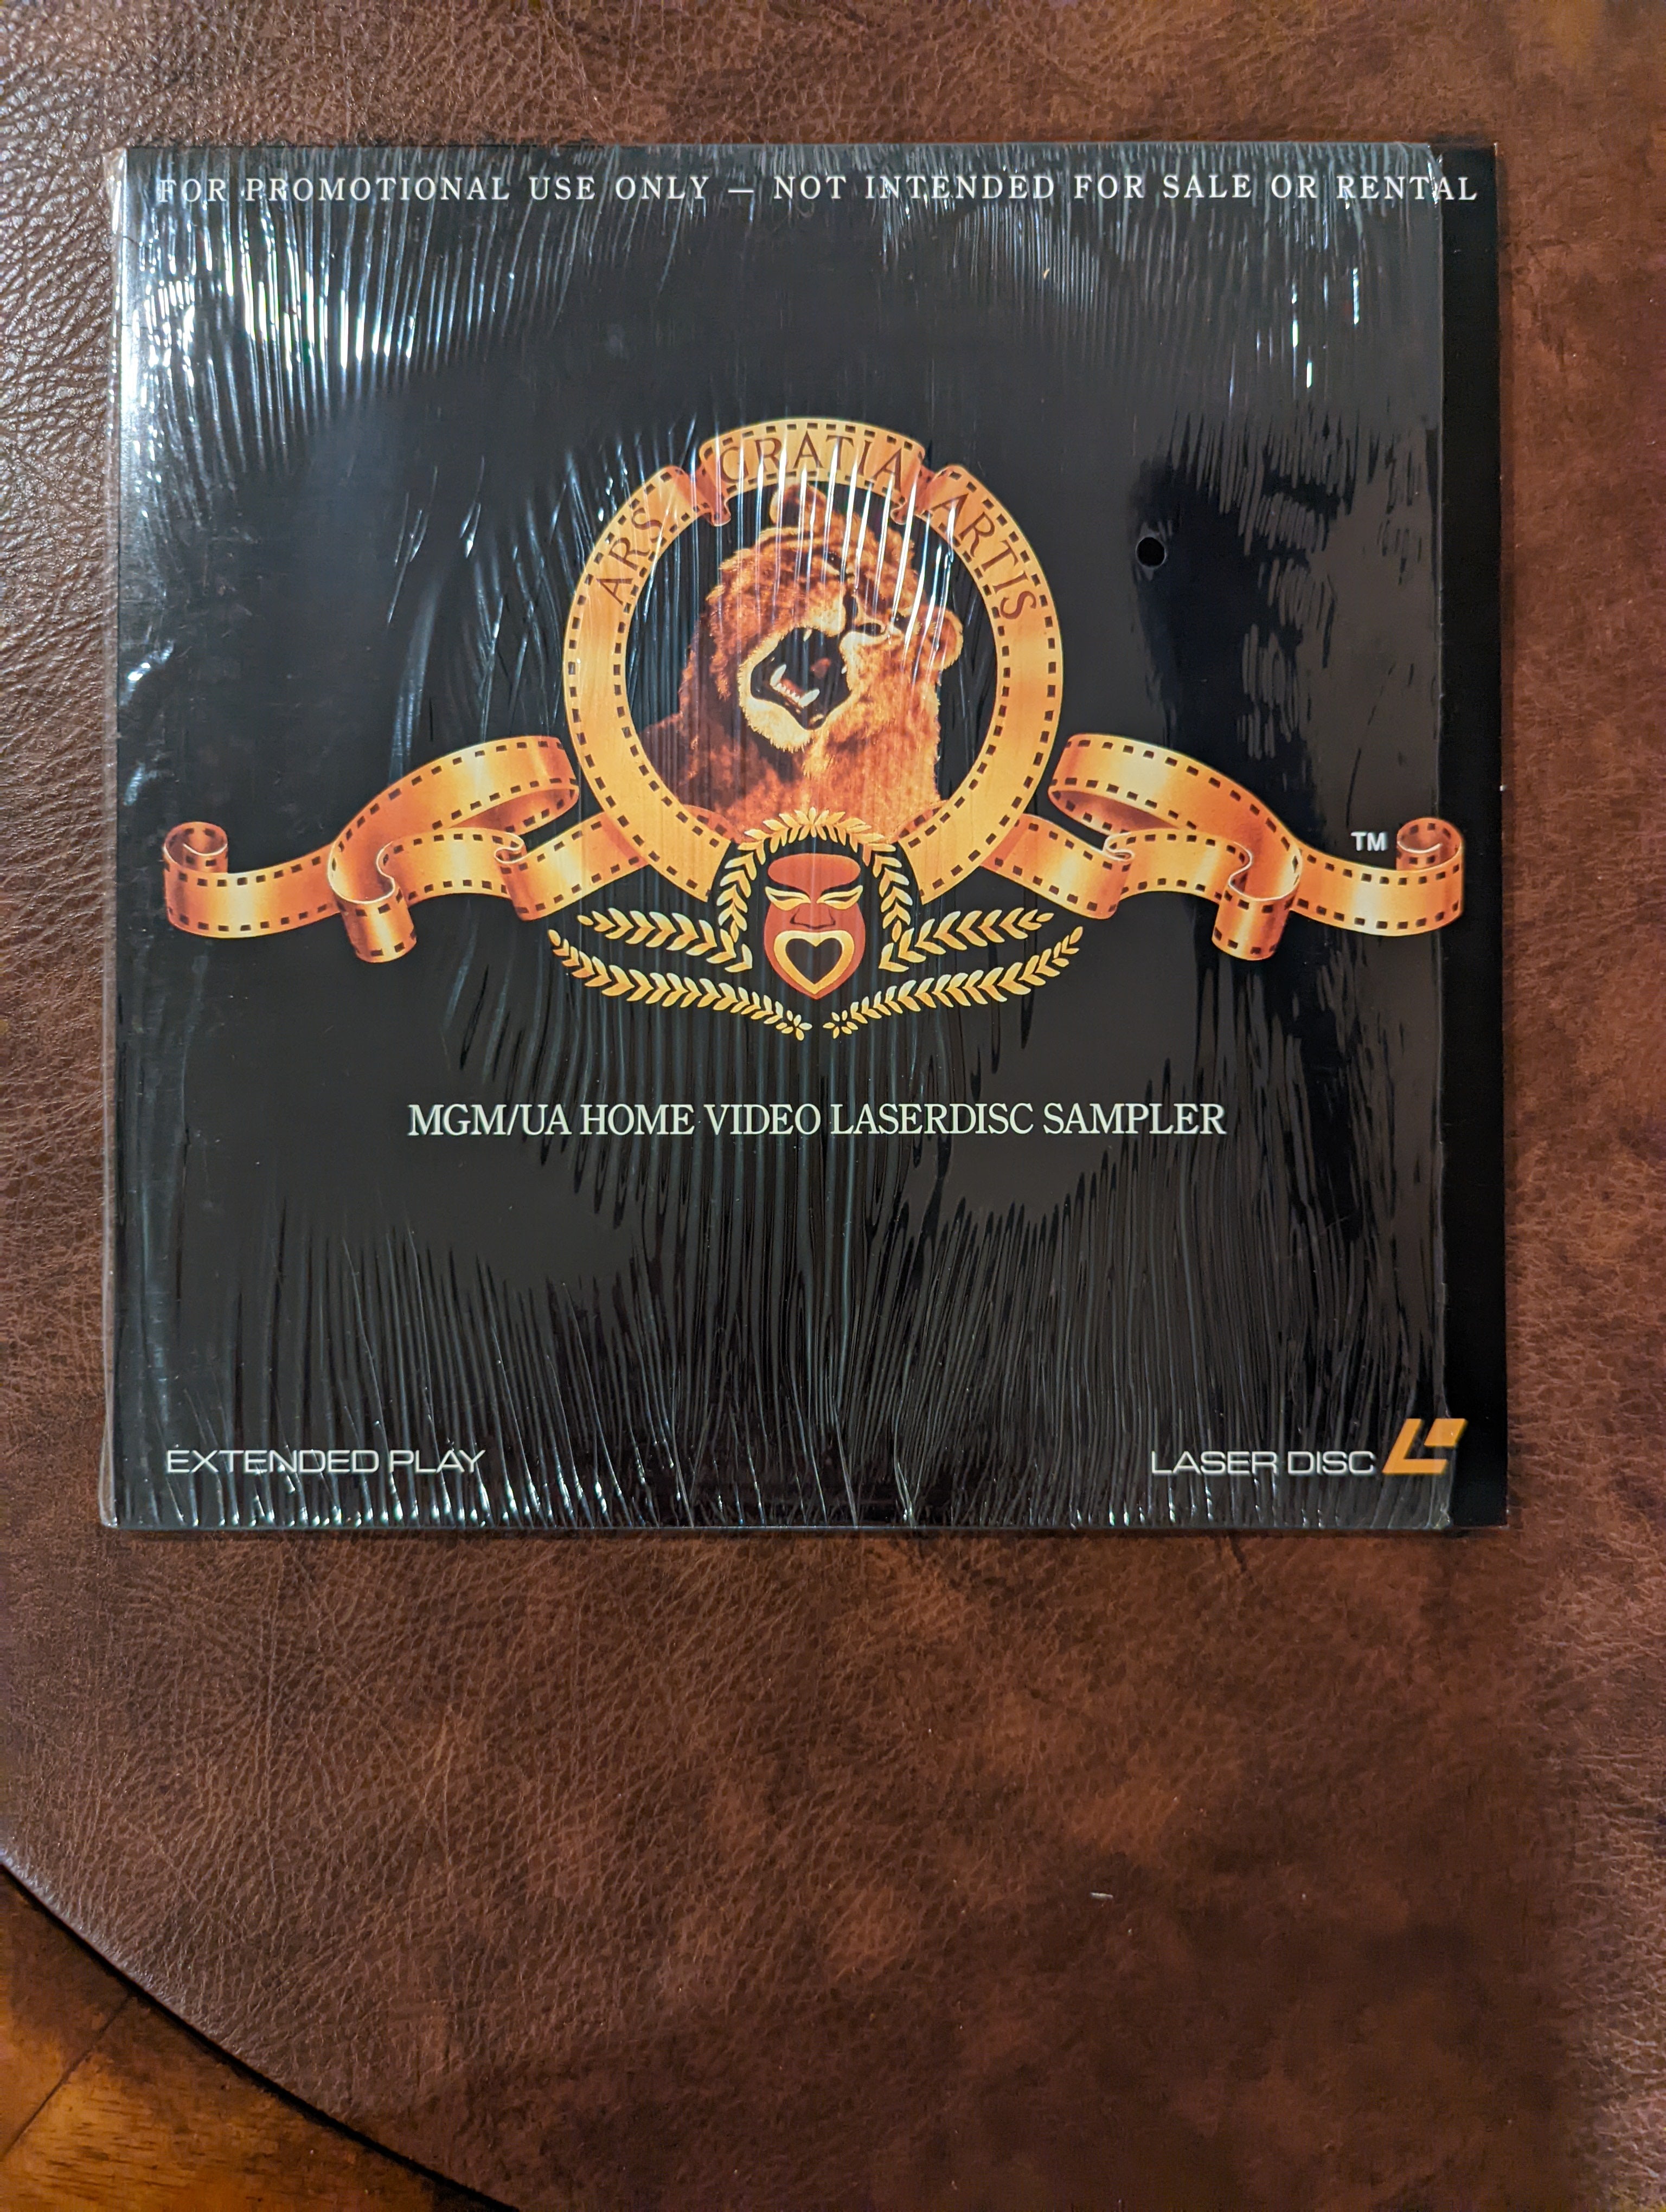 FOR PROMOTIONAL USE ONLY — NOT INTENDED FOR SALE OR RENTAL
ARS GRATIA ARTIS
TM
MGM/UA HOME VIDEO LASERDISC SAMPLER
EXTENDED PLAY
LASER DISC